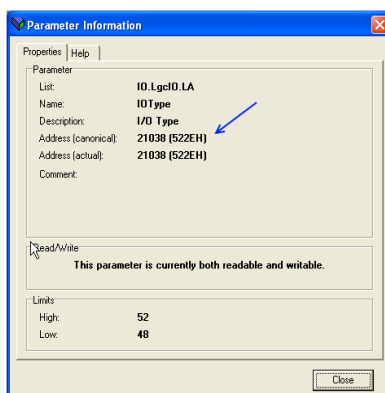 Parameter Information
Properties Help
Parameter
List: IO.LgcIO.LA
Name: IOType
Description: I/O Type
Address (canonical): 21038 (522EH)
Address (actual): 21038 (522EH)
Comment:
Read/Write
This parameter is currently both readable and writable.
Limits
High: 52
Low: 48
Close